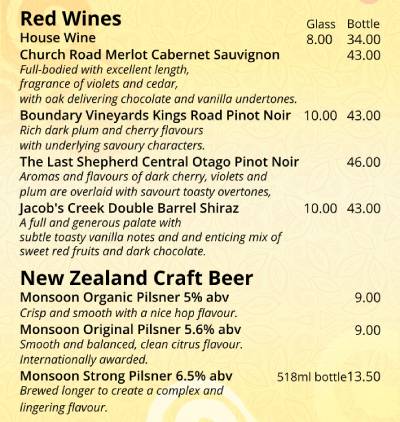 Red Wines Glass Bottle
House Wine 8.00 34.00
Church Road Merlot Cabernet Sauvignon 43.00
Full-bodied with excellent length,
fragrance of violets and cedar,
with oak delivering chocolate and vanilla undertones.
Boundary Vineyards Kings Road Pinot Noir 10.00 43.00
Rich dark plum and cherry flavours
with underlying savoury characters.
The Last Shepherd Central Otago Pinot Noir 46.00
Aromas and flavours of dark cherry, violets and
plum are overlaid with savourt toasty overtones,
Jacob's Creek Double Barrel Shiraz 10.00 43.00
A full and generous palate with
subtle toasty vanilla notes and and enticing mix of
sweet red fruits and dark chocolate.
New Zealand Craft Beer
Monsoon Organic Pilsner 5% abv 9.00
Crisp and smooth with a nice hop flavour.
Monsoon Original Pilsner 5.6% abv 9.00
Smooth and balanced, clean citrus flavour.
Internationally awarded.
Monsoon Strong Pilsner 6.5% abv 518ml bottle13.50
Brewed longer to create a complex and
lingering flavour.